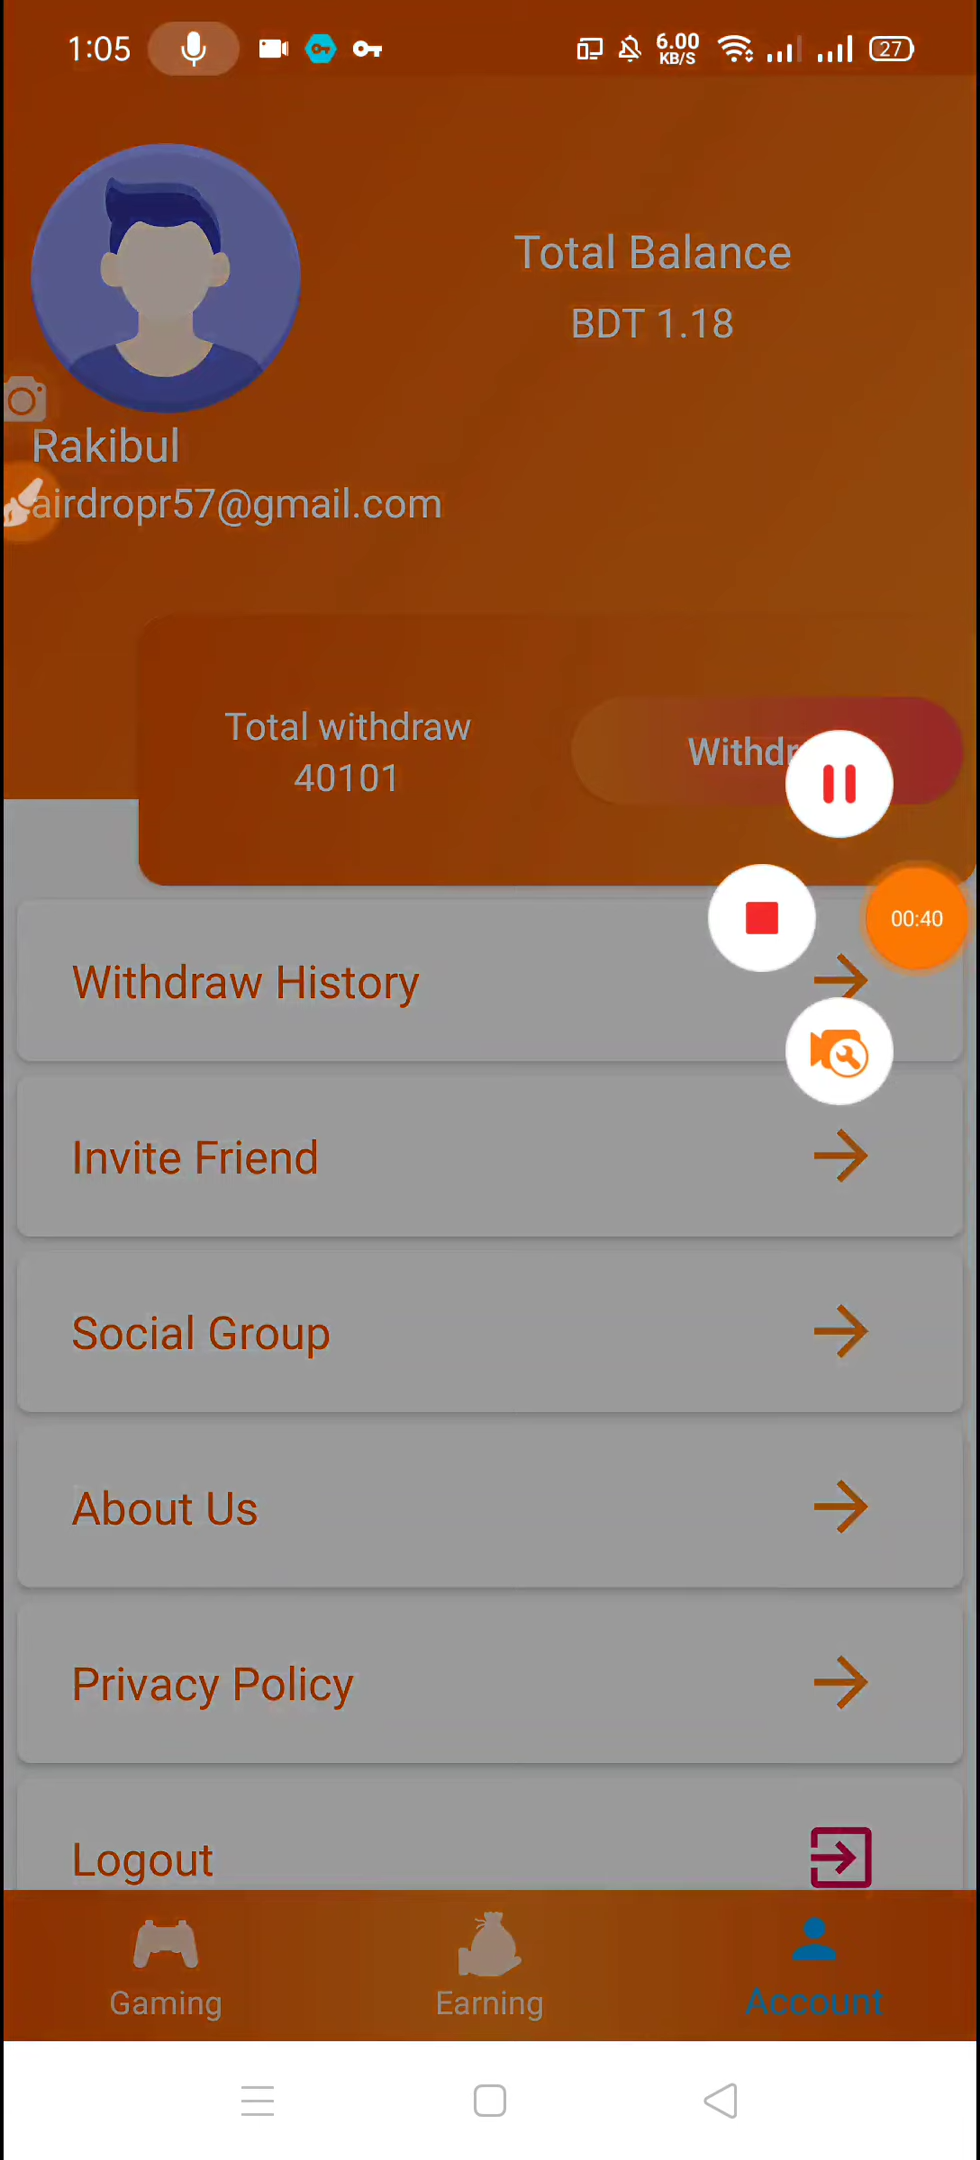 1:05
6.00
KB/S
27
Total Balance
BDT 1.18
Rakibul
airdropr57@gmail.com
Total withdraw
40101
Withdr
00:40
Withdraw History
Invite Friend
Social Group
About Us
Privacy Policy
Logout
Gaming
Earning
Account